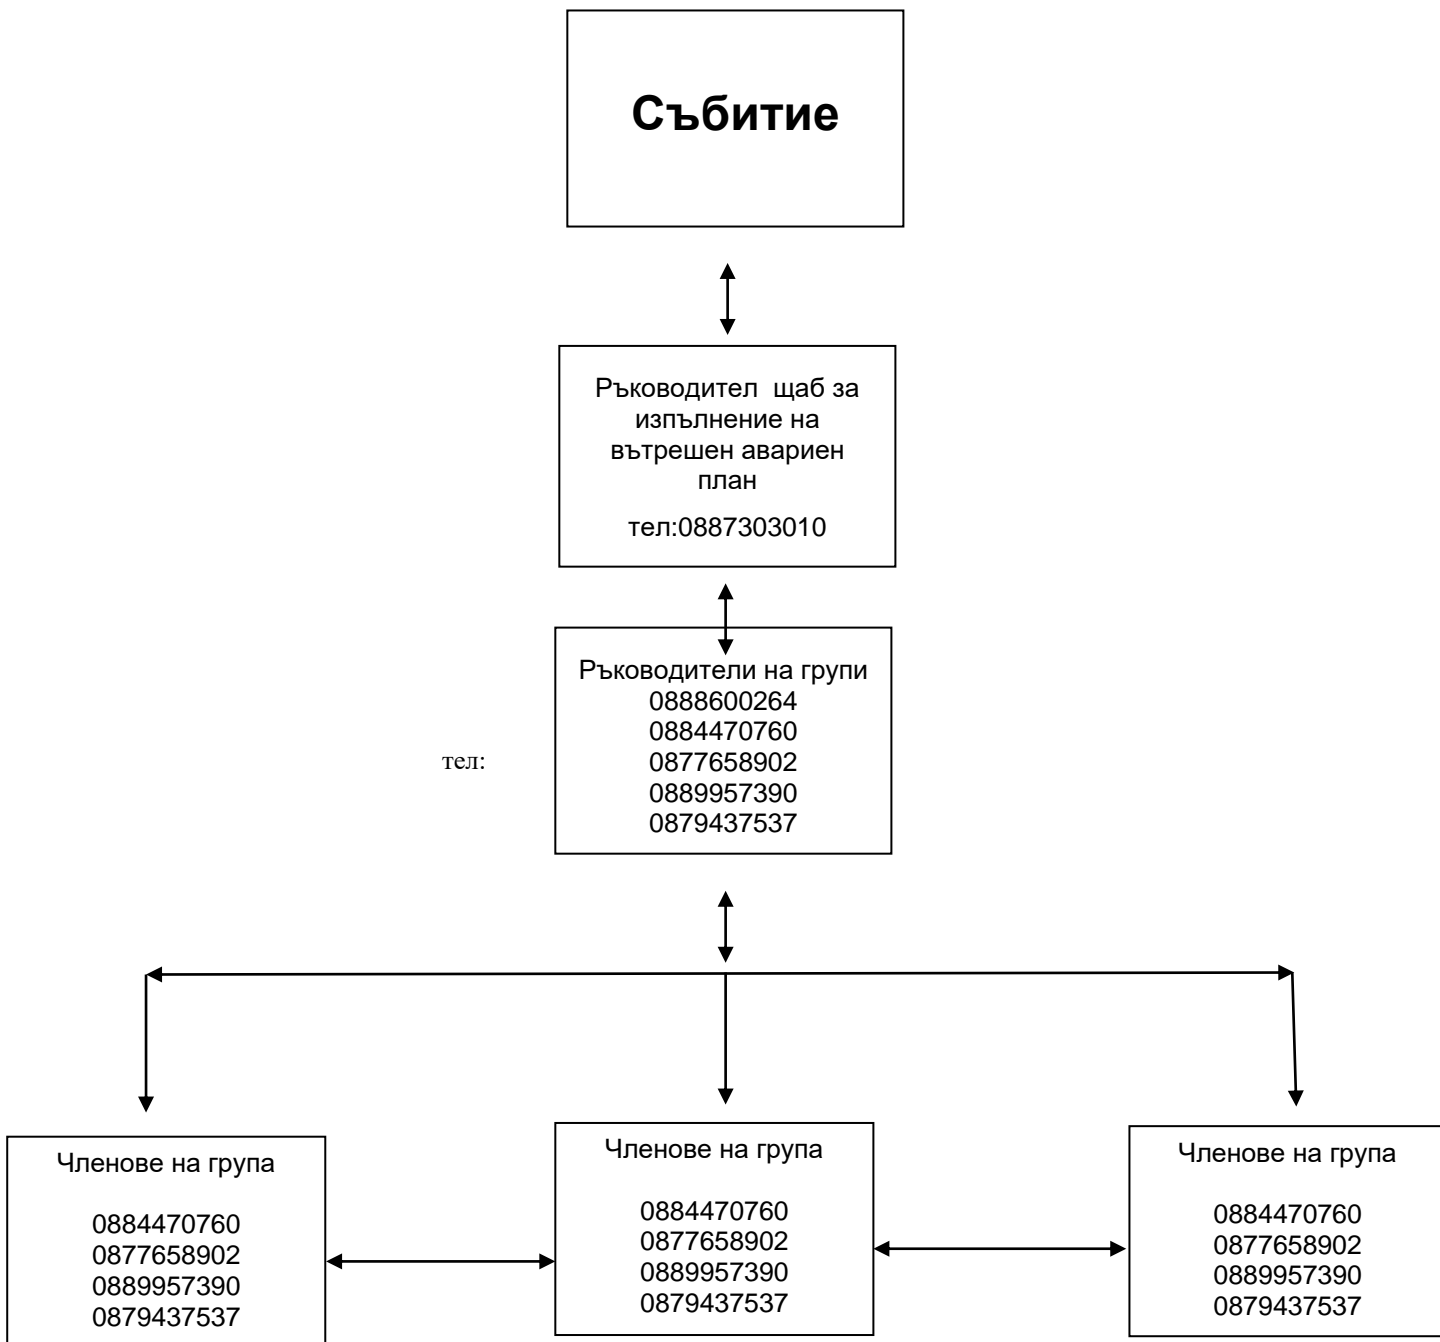 Събитие
Ръководител  щаб за
изпълнение на
вътрешен авариен
план
тел:0887303010
Ръководители на групи
0888600264
0884470760
тел:
0877658902
0889957390
0879437537
Членове на група
0884470760
0877658902
0889957390
0879437537
Членове на група
0884470760
0877658902
0889957390
0879437537
Членове на група
0884470760
0877658902
0889957390
0879437537